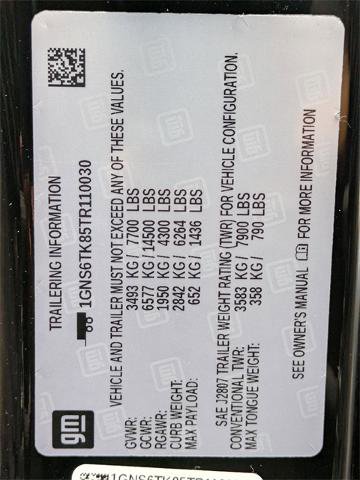 TRAILERING INFORMATION
1GNS6TK85TR110030
VEHICLE AND TRAILER MUST NOT EXCEED ANY OF THESE VALUES.
GVWR: 3493 KG / 7700 LBS
GCWR: 6577 KG / 14500 LBS
RGAWR: 1950 KG / 4300 LBS
CURB WEIGHT: 2842 KG / 6264 LBS
MAX PAYLOAD: 652 KG / 1436 LBS
SAE J2807 TRAILER WEIGHT RATING (TWR) FOR VEHICLE CONFIGURATION.
CONVENTIONAL TWR: 3583 KG / 7900 LBS
MAX TONGUE WEIGHT: 358 KG / 790 LBS
SEE OWNER'S MANUAL FOR MORE INFORMATION
gm